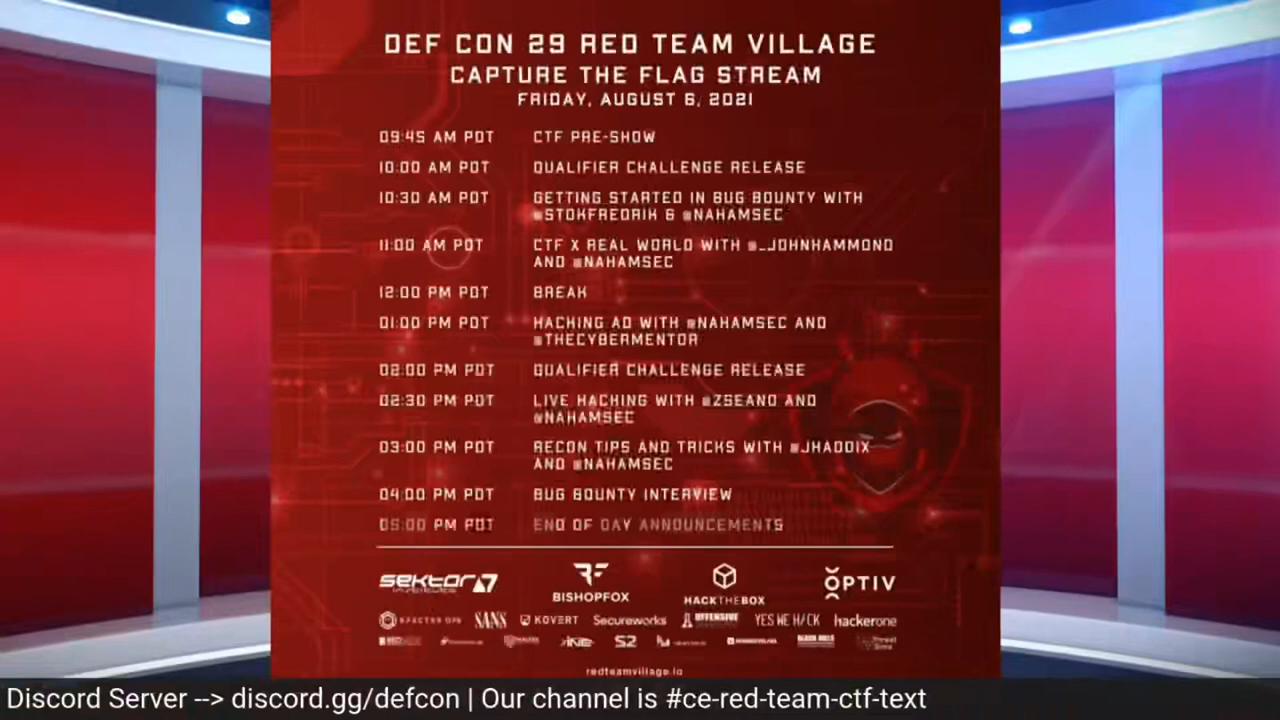 DEF CON 29 RED TEAM VILLAGE
CAPTURE THE FLAG STREAM
FRIDAY, AUGUST 6, 2021
09:45 AM PDT CTF PRE-SHOW
10:00 AM PDT QUALIFIER CHALLENGE RELEASE
10:30 AM PDT GETTING STARTED IN BUG BOUNTY WITH
@STOKFREDRIK & @NAHAMSEC
11:00 AM PDT CTF X REAL WORLD WITH @_JOHNHAMMOND
AND @NAHAMSEC
12:00 PM PDT BREAK
01:00 PM PDT HACKING AD WITH @NAHAMSEC AND
@THECYBERMENTOR
02:00 PM PDT QUALIFIER CHALLENGE RELEASE
02:30 PM PDT LIVE HACKING WITH @ZSEANO AND
@NAHAMSEC
03:00 PM PDT RECON TIPS AND TRICKS WITH @JHADDIX
AND @NAHAMSEC
04:00 PM PDT BUG BOUNTY INTERVIEW
05:00 PM PDT END OF DAY ANNOUNCEMENTS
SEKTOR7 BISHOPFOX HACKTHEBOX OPTIV
SPECTER OPS SANS KOVERT Secureworks OFFENSIVE YES WE H/CK hackerone
INE S2
redteamvillage.io
Discord Server --> discord.gg/defcon | Our channel is #ce-red-team-ctf-text